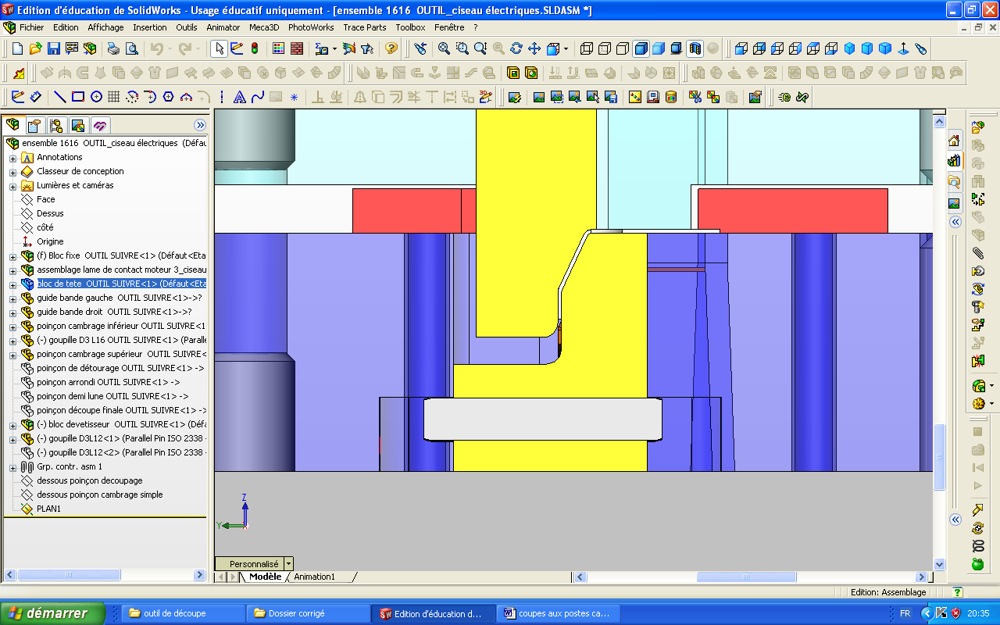 Edition d'éducation de SolidWorks - Usage éducatif uniquement - [ensemble 1616  OUTIL_ciseau électriques.SLDASM *]
Fichier Edition Affichage Insertion Outils Animator Meca3D PhotoWorks Trace Parts Toolbox Fenêtre ?
ensemble 1616  OUTIL_ciseau électriques  (Défau
Annotations
Classeur de conception
Lumières et caméras
Face
Dessus
côté
Origine
(f) Bloc fixe  OUTIL SUIVRE<1> (Défaut<Eta
assemblage lame de contact moteur 3_ciseau
bloc de tete  OUTIL SUIVRE<1> (Défaut<Eta
guide bande gauche  OUTIL SUIVRE<1>->?
guide bande droit  OUTIL SUIVRE<1>->?
poinçon cambrage inférieur OUTIL SUIVRE<1
(-) goupille D3 L16 OUTIL SUIVRE<1> (Parall
poinçon cambrage supérieur  OUTIL SUIVRE<
poinçon de détourage OUTIL SUIVRE<1> ->
poinçon arrondi OUTIL SUIVRE<1> ->
poinçon demi lune OUTIL SUIVRE<1> ->
poinçon découpe finale OUTIL SUIVRE<1> ->
(-) bloc devetisseur  OUTIL SUIVRE<1> (Défa
(-) goupille D3L12<1> (Parallel Pin ISO 2338
(-) goupille D3L12<2> (Parallel Pin ISO 2338
Grp. contr. asm 1
dessous poinçon decoupage
dessous poinçon cambrage simple
PLAN1
Z
Y
Personnalisé
Modèle Animation1
Edition: Assemblage
démarrer outil de découpe Dossier corrigé Edition d'éducation d... coupes aux postes ca... FR 20:35